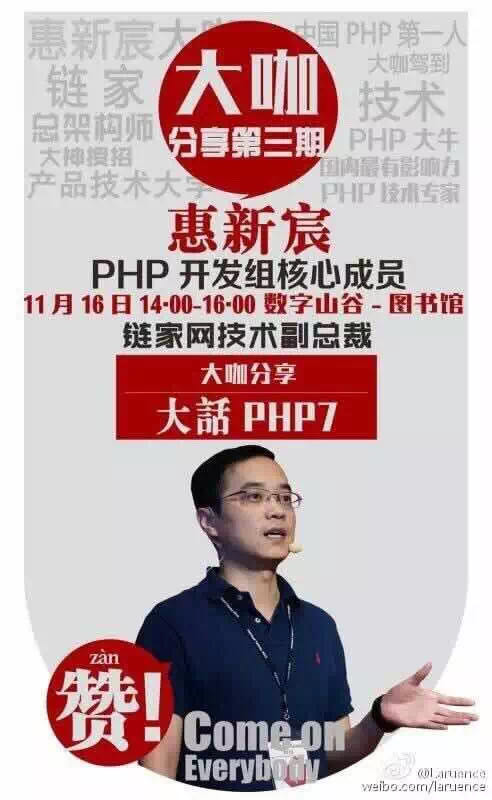 惠新宸大
中国 PHP 第一人
大咖驾到
链家
技术
总架构师
PHP 大牛
大神授招
国内最有影响力
产品技术大学
PHP 技术专家
大咖
分享第三期
惠新宸
PHP 开发组核心成员
11 月 16 日 14·00-16·00 数字山谷 - 图书馆
链家网技术副总裁
大咖分享
大話 PHP7
zàn
赞!
Come on
Everybody
@Laruence
weibo.com/laruence